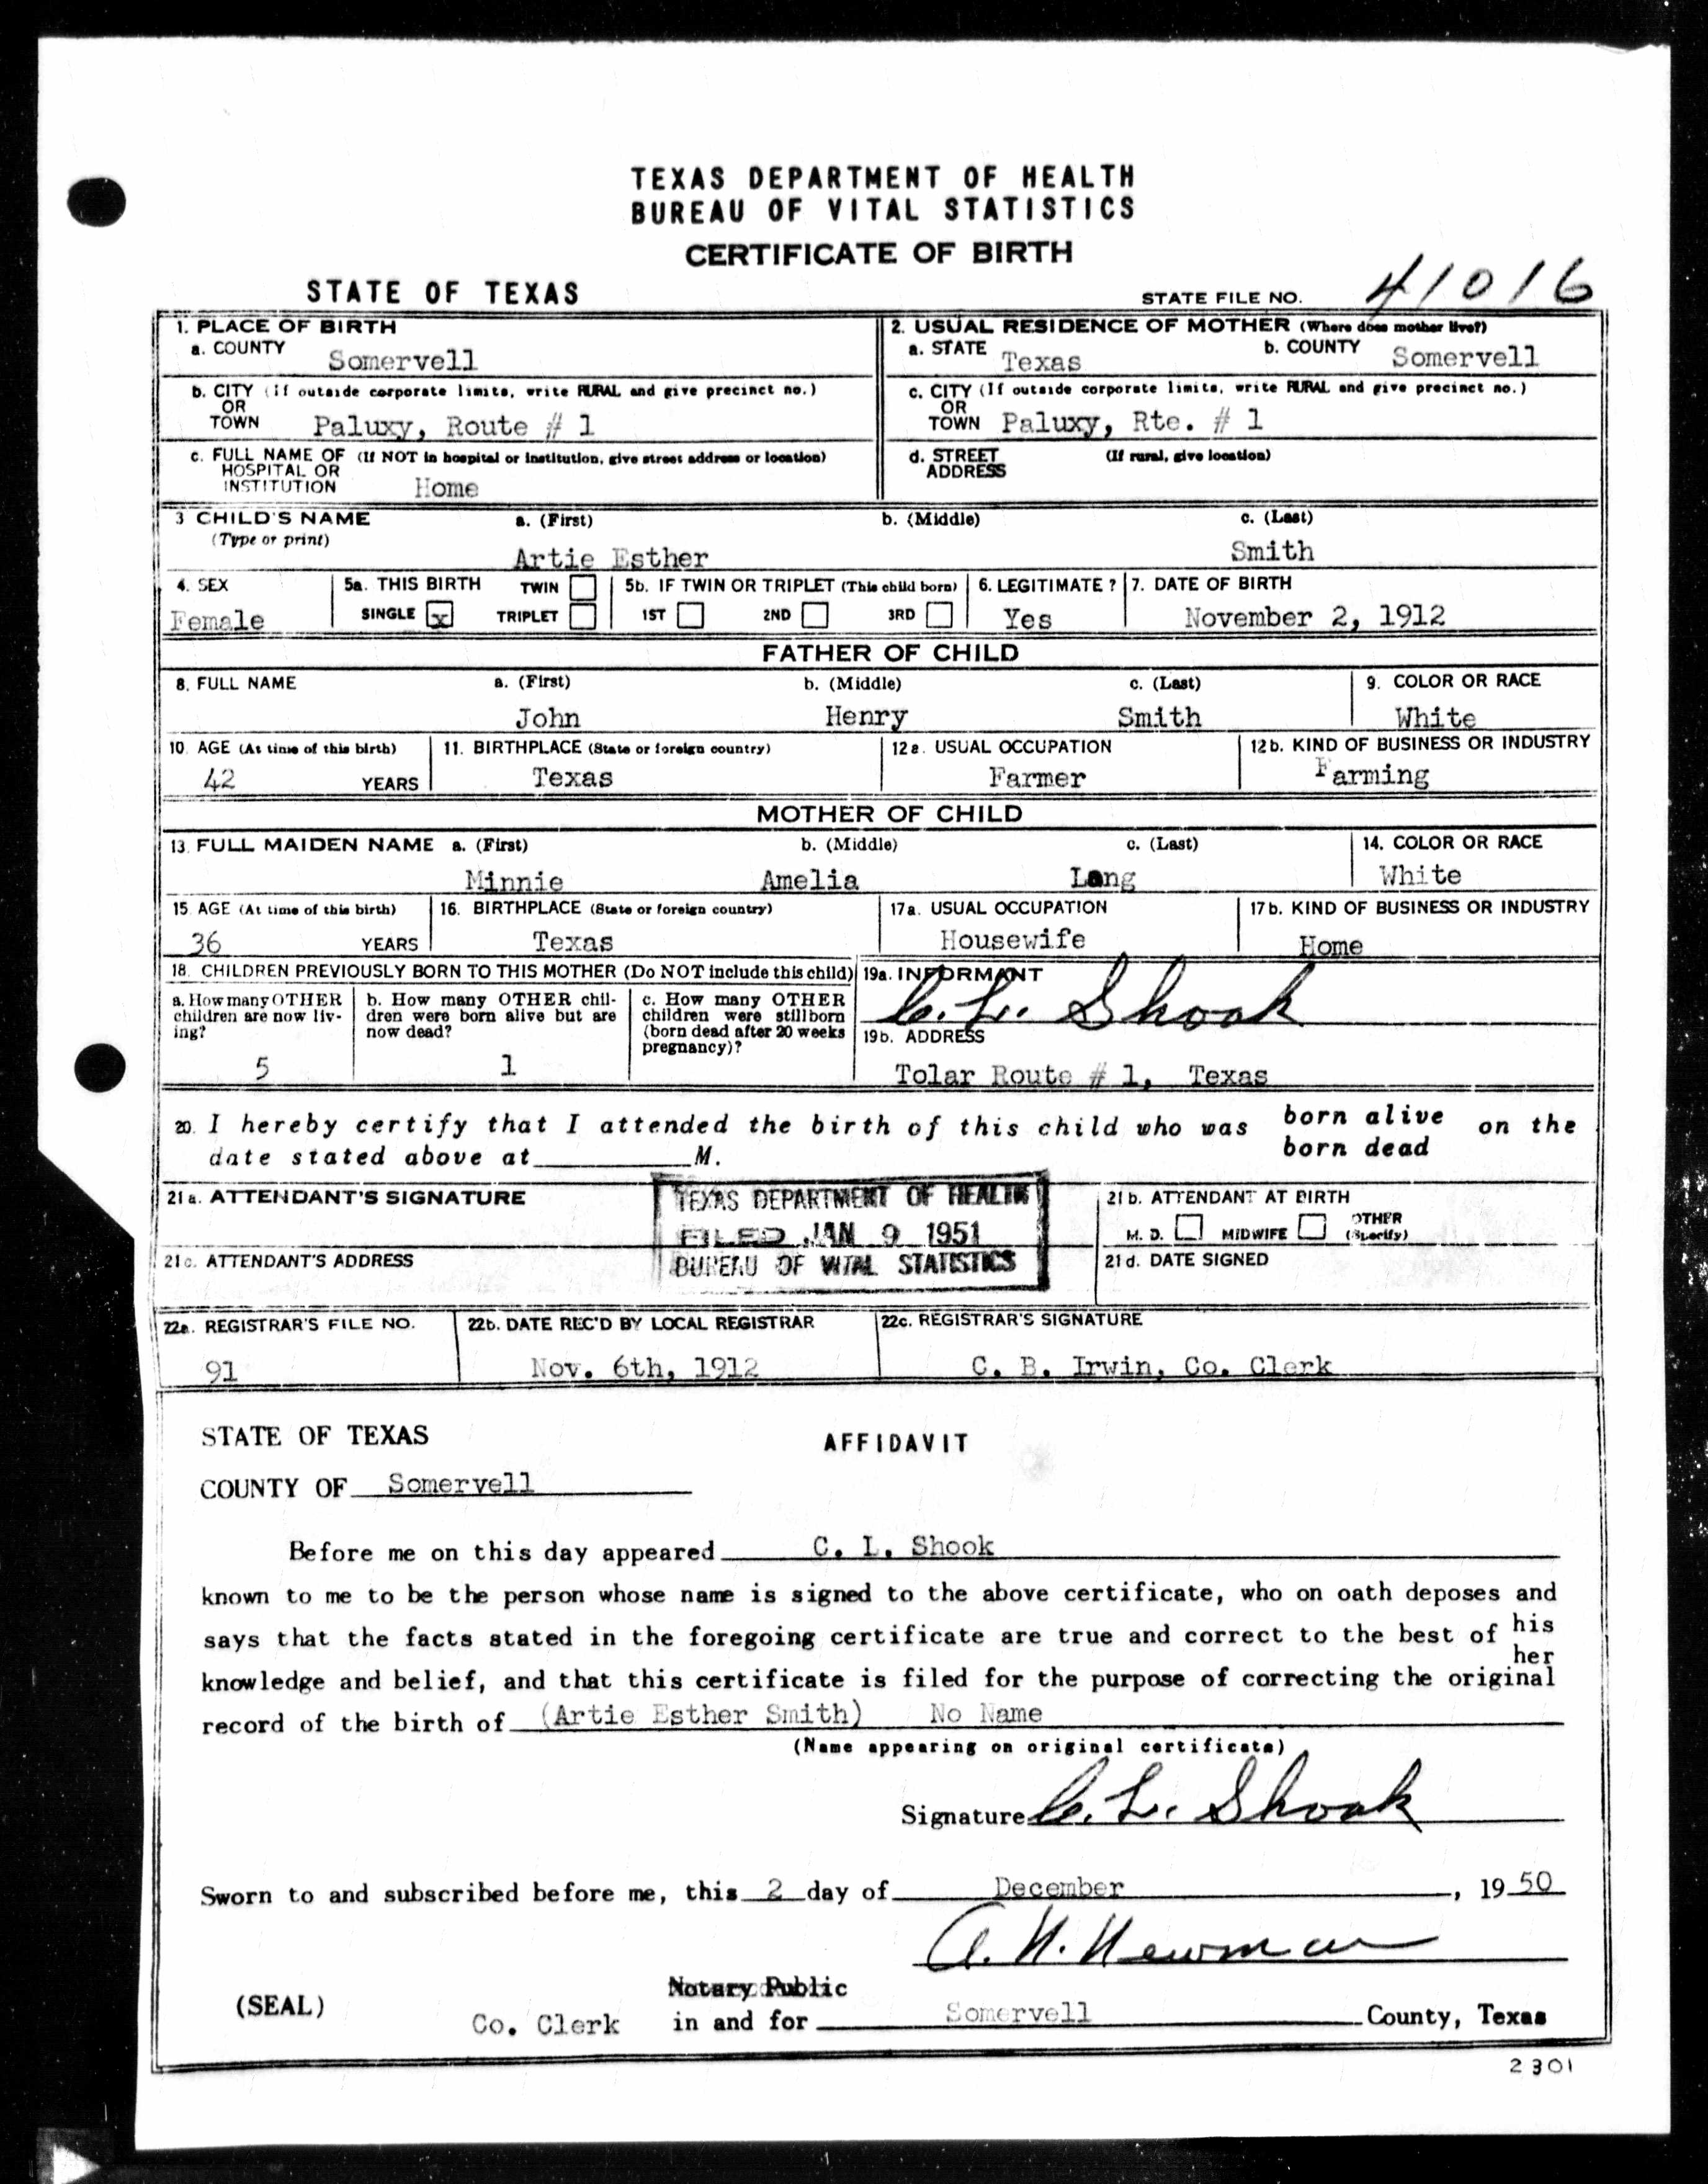 TEXAS DEPARTMENT OF HEALTH
BUREAU OF VITAL STATISTICS
CERTIFICATE OF BIRTH
STATE OF TEXAS
STATE FILE NO. 41016
1. PLACE OF BIRTH
a. COUNTY Somervell
b. CITY (If outside corporate limits, write RURAL and give precinct no.)
OR
TOWN Paluxy, Route # 1
c. FULL NAME OF (If NOT in hospital or institution, give street address or location)
HOSPITAL OR
INSTITUTION Home
2. USUAL RESIDENCE OF MOTHER (Where does mother live?)
a. STATE Texas b. COUNTY Somervell
c. CITY (If outside corporate limits, write RURAL and give precinct no.)
OR
TOWN Paluxy, Rte. # 1
d. STREET (If rural, give location)
ADDRESS
3 CHILD'S NAME a. (First) b. (Middle) c. (Last)
(Type or print)
Artie Esther Smith
4. SEX
Female
5a. THIS BIRTH TWIN
SINGLE x TRIPLET
5b. IF TWIN OR TRIPLET (This child born)
1ST 2ND 3RD
6. LEGITIMATE?
Yes
7. DATE OF BIRTH
November 2, 1912
FATHER OF CHILD
8. FULL NAME a. (First) b. (Middle) c. (Last) 9. COLOR OR RACE
John Henry Smith White
10. AGE (At time of this birth) 11. BIRTHPLACE (State or foreign country) 12a. USUAL OCCUPATION 12b. KIND OF BUSINESS OR INDUSTRY
42 YEARS Texas Farmer Farming
MOTHER OF CHILD
13. FULL MAIDEN NAME a. (First) b. (Middle) c. (Last) 14. COLOR OR RACE
Minnie Amelia Lang White
15. AGE (At time of this birth) 16. BIRTHPLACE (State or foreign country) 17a. USUAL OCCUPATION 17b. KIND OF BUSINESS OR INDUSTRY
36 YEARS Texas Housewife Home
18. CHILDREN PREVIOUSLY BORN TO THIS MOTHER (Do NOT include this child)
a. How many OTHER
children are now liv-
ing?
5
b. How many OTHER chil-
dren were born alive but are
now dead?
1
c. How many OTHER
children were stillborn
(born dead after 20 weeks
pregnancy)?
19a. INFORMANT
C. L. Shook
19b. ADDRESS
Tolar Route # 1, Texas
20. I hereby certify that I attended the birth of this child who was born alive on the
born dead
date stated above at M.
21a. ATTENDANT'S SIGNATURE
TEXAS DEPARTMENT OF HEALTH
FILED JAN 9 1951
BUREAU OF VITAL STATISTICS
21b. ATTENDANT AT BIRTH
M. D. MIDWIFE OTHER
(Specify)
21c. ATTENDANT'S ADDRESS
21d. DATE SIGNED
22a. REGISTRAR'S FILE NO. 22b. DATE REC'D BY LOCAL REGISTRAR 22c. REGISTRAR'S SIGNATURE
91 Nov. 6th, 1912 C. B. Irwin, Co. Clerk
STATE OF TEXAS
AFFIDAVIT
COUNTY OF Somervell
Before me on this day appeared C. L. Shook
known to me to be the person whose name is signed to the above certificate, who on oath deposes and
says that the facts stated in the foregoing certificate are true and correct to the best of his
her
knowledge and belief, and that this certificate is filed for the purpose of correcting the original
record of the birth of (Artie Esther Smith) No Name
(Name appearing on original certificate)
Signature C. L. Shook
Sworn to and subscribed before me, this 2 day of December, 19 50
A. N. Newman
Notary Public
(SEAL) Co. Clerk in and for Somervell County, Texas
2301